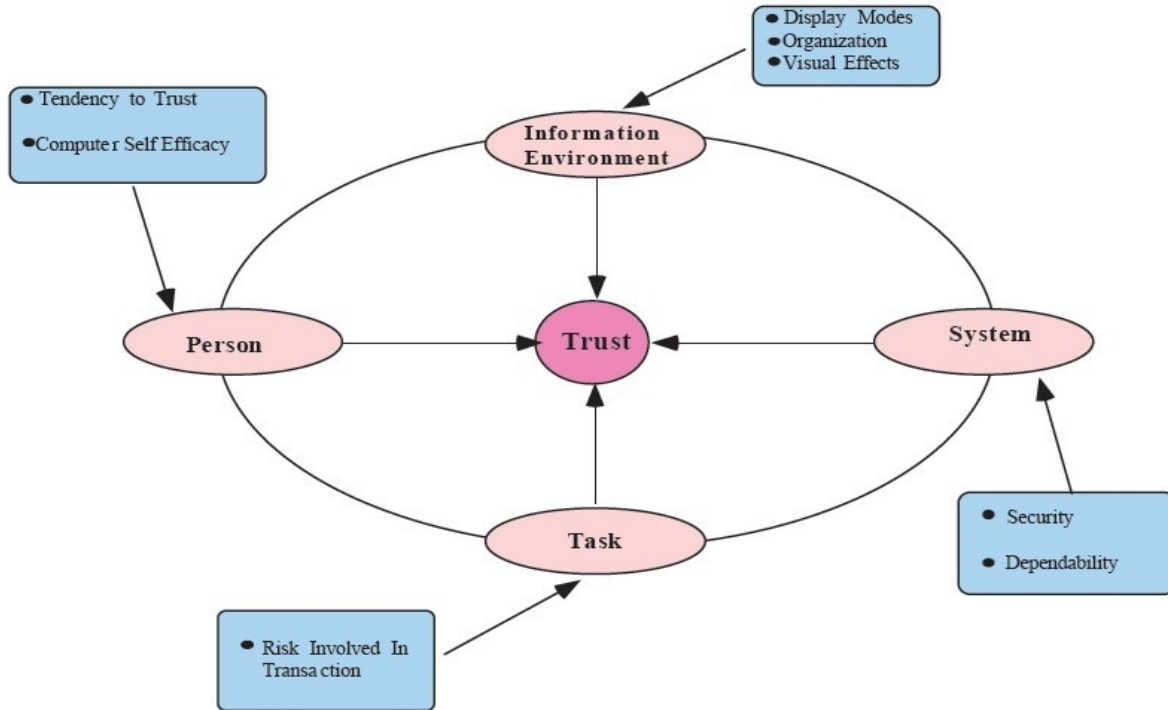 Display Modes
Organization
Visual Effects
Tendency to Trust
Computer Self Efficacy
Information
Environment
Person
Trust
System
Task
Security
Dependability
Risk Involved In
Transaction